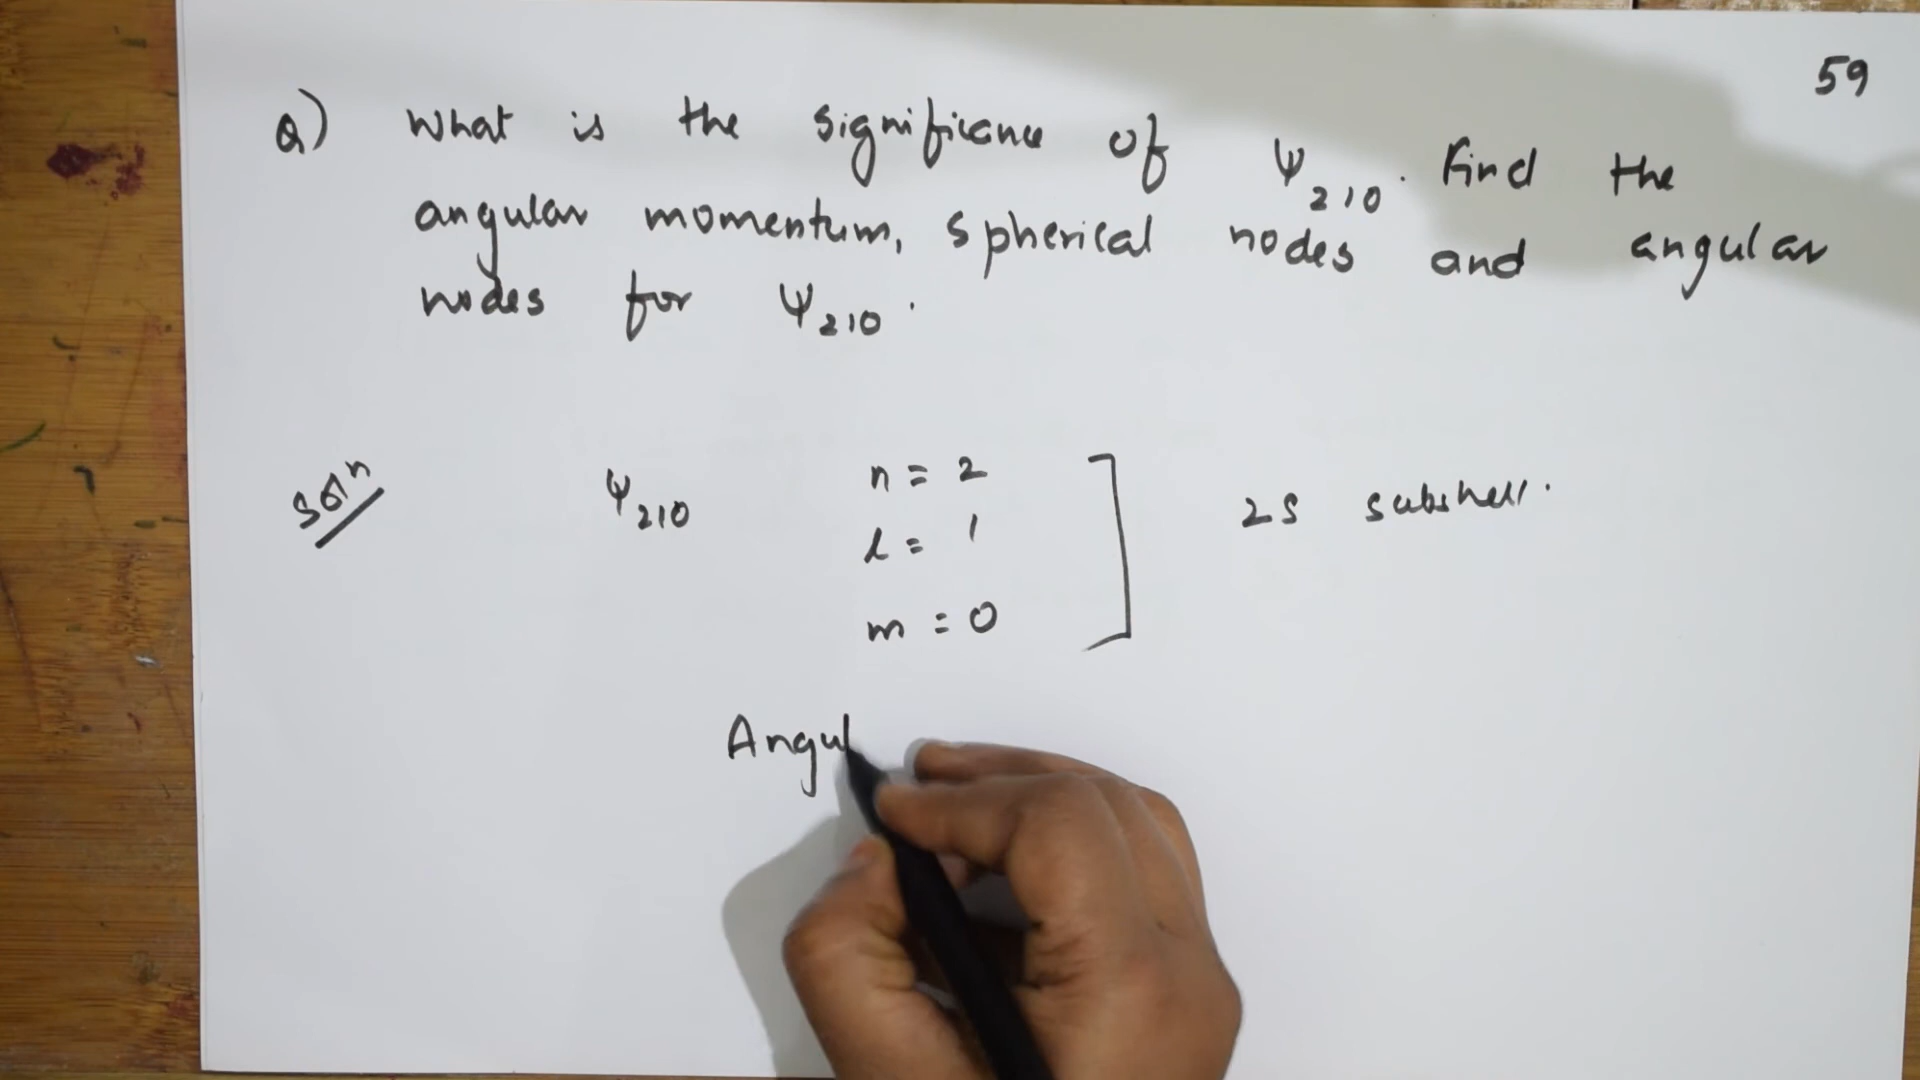 59
Q) What is the significance of Ψ210. Find the
angular momentum, spherical nodes and angular
nodes for Ψ210.
Solⁿ Ψ210 n = 2
l = 1
m = 0
2s subshell.
Angul